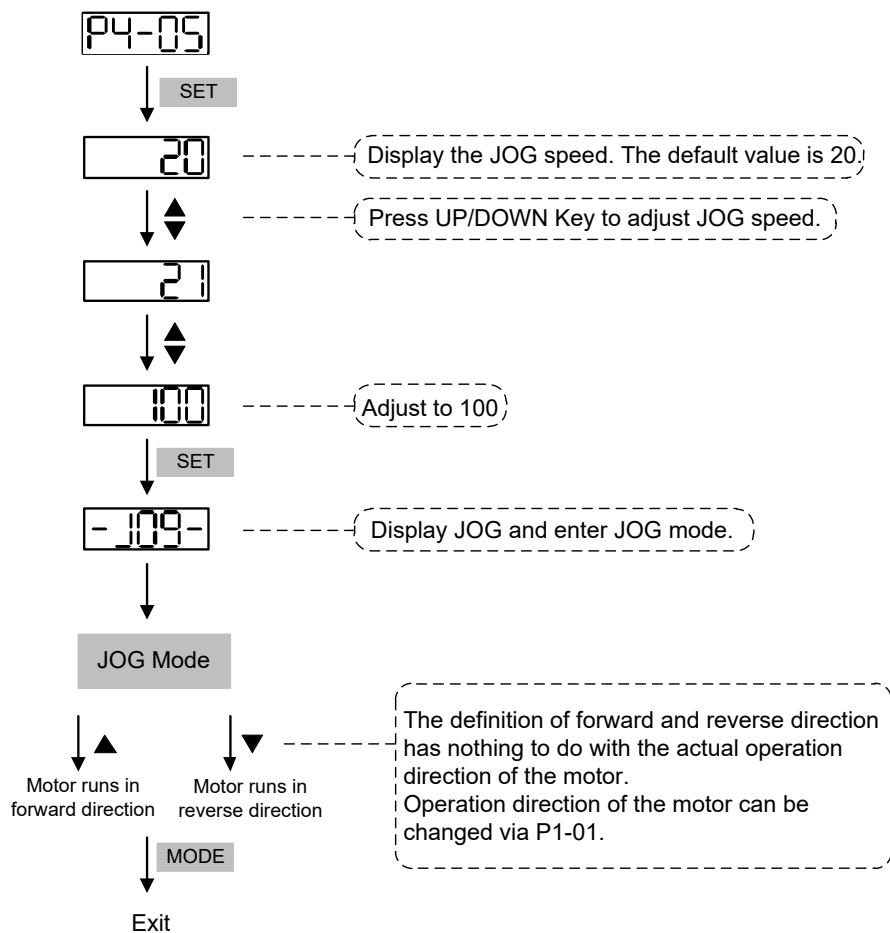 P4-05
SET
20
Display the JOG speed. The default value is 20.
Press UP/DOWN Key to adjust JOG speed.
21
100
Adjust to 100
SET
-JOG-
Display JOG and enter JOG mode.
JOG Mode
The definition of forward and reverse direction
has nothing to do with the actual operation
direction of the motor.
Operation direction of the motor can be
changed via P1-01.
Motor runs in
forward direction
Motor runs in
reverse direction
MODE
Exit